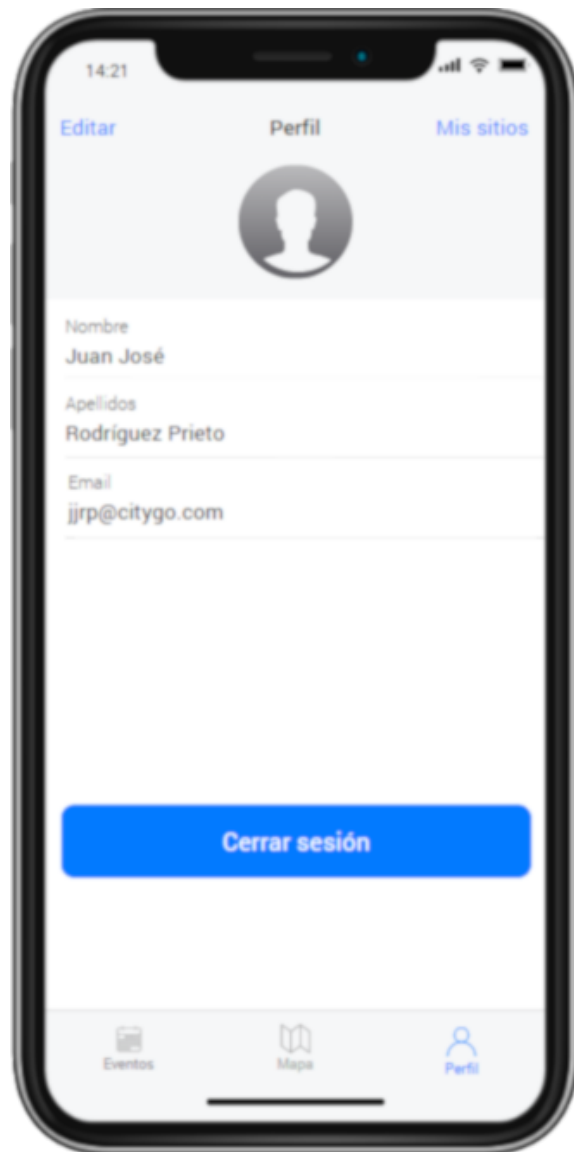 14:21
Editar Perfil Mis sitios
Nombre
Juan José
Apellidos
Rodríguez Prieto
Email
jjrp@citygo.com
Cerrar sesión
Eventos Mapa Perfil